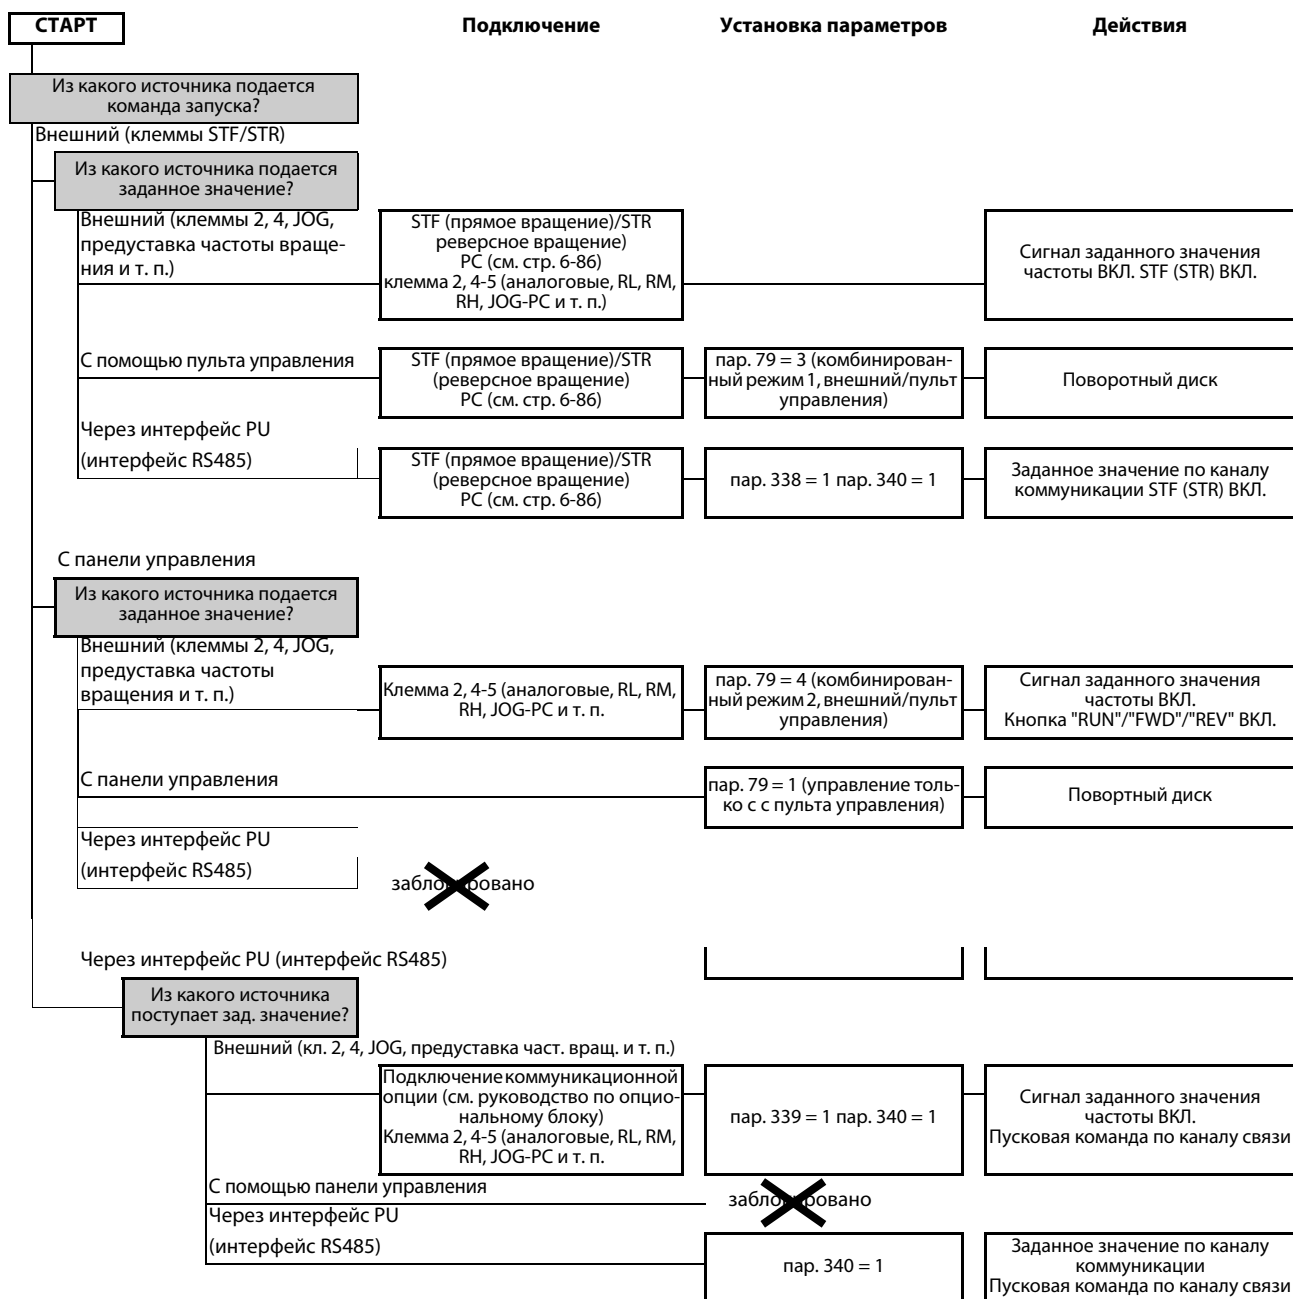 СТАРТ
Подключение
Установка параметров
Действия
Из какого источника подается
команда запуска?
Внешний (клеммы STF/STR)
Из какого источника подается
заданное значение?
Внешний (клеммы 2, 4, JOG,
предуставка частоты враще-
ния и т. п.)
STF (прямое вращение)/STR
реверсное вращение)
PC (см. стр. 6-86)
клемма 2, 4-5 (аналоговые, RL, RM,
RH, JOG-PC и т. п.)
Сигнал заданного значения
частоты ВКЛ. STF (STR) ВКЛ.
С помощью пульта управления
STF (прямое вращение)/STR
(реверсное вращение)
PC (см. стр. 6-86)
пар. 79 = 3 (комбинирован-
ный режим 1, внешний/пульт
управления)
Поворотный диск
Через интерфейс PU
(интерфейс RS485)
STF (прямое вращение)/STR
(реверсное вращение)
PC (см. стр. 6-86)
пар. 338 = 1 пар. 340 = 1
Заданное значение по каналу
коммуникации STF (STR) ВКЛ.
С панели управления
Из какого источника подается
заданное значение?
Внешний (клеммы 2, 4, JOG,
предуставка частоты
вращения и т. п.)
Клемма 2, 4-5 (аналоговые, RL, RM,
RH, JOG-PC и т. п.
пар. 79 = 4 (комбинирован-
ный режим 2, внешний/пульт
управления)
Сигнал заданного значения
частоты ВКЛ.
Кнопка "RUN"/"FWD"/"REV" ВКЛ.
С панели управления
пар. 79 = 1 (управление толь-
ко с с пульта управления)
Повортный диск
Через интерфейс PU
(интерфейс RS485)
заблокировано
Через интерфейс PU (интерфейс RS485)
Из какого источника
поступает зад. значение?
Внешний (кл. 2, 4, JOG, предуставка част. вращ. и т. п.)
Подключение коммуникационной
опции (см. руководство по опцио-
нальному блоку)
Клемма 2, 4-5 (аналоговые, RL, RM,
RH, JOG-PC и т. п.
пар. 339 = 1 пар. 340 = 1
Сигнал заданного значения
частоты ВКЛ.
Пусковая команда по каналу связи
С помощью панели управления
заблокировано
Через интерфейс PU
(интерфейс RS485)
пар. 340 = 1
Заданное значение по каналу
коммуникации
Пусковая команда по каналу связи